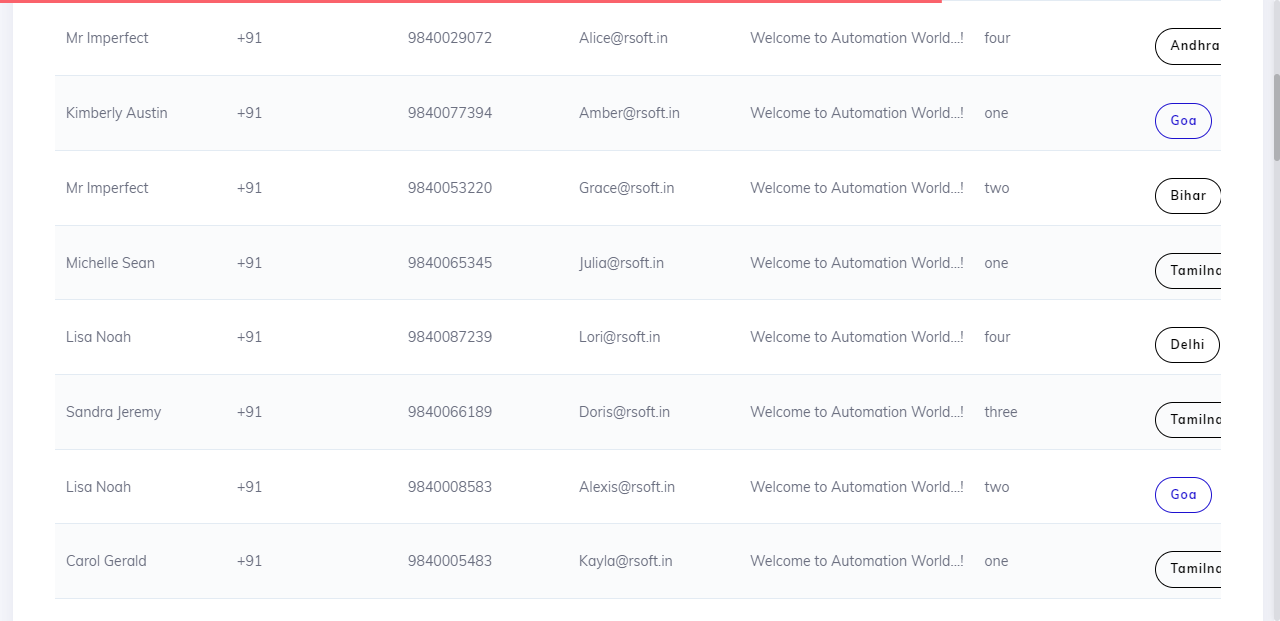 Mr Imperfect +91 9840029072 Alice@rsoft.in Welcome to Automation World...! four Andhra
Kimberly Austin +91 9840077394 Amber@rsoft.in Welcome to Automation World...! one Goa
Mr Imperfect +91 9840053220 Grace@rsoft.in Welcome to Automation World...! two Bihar
Michelle Sean +91 9840065345 Julia@rsoft.in Welcome to Automation World...! one Tamilna
Lisa Noah +91 9840087239 Lori@rsoft.in Welcome to Automation World...! four Delhi
Sandra Jeremy +91 9840066189 Doris@rsoft.in Welcome to Automation World...! three Tamilna
Lisa Noah +91 9840008583 Alexis@rsoft.in Welcome to Automation World...! two Goa
Carol Gerald +91 9840005483 Kayla@rsoft.in Welcome to Automation World...! one Tamilna